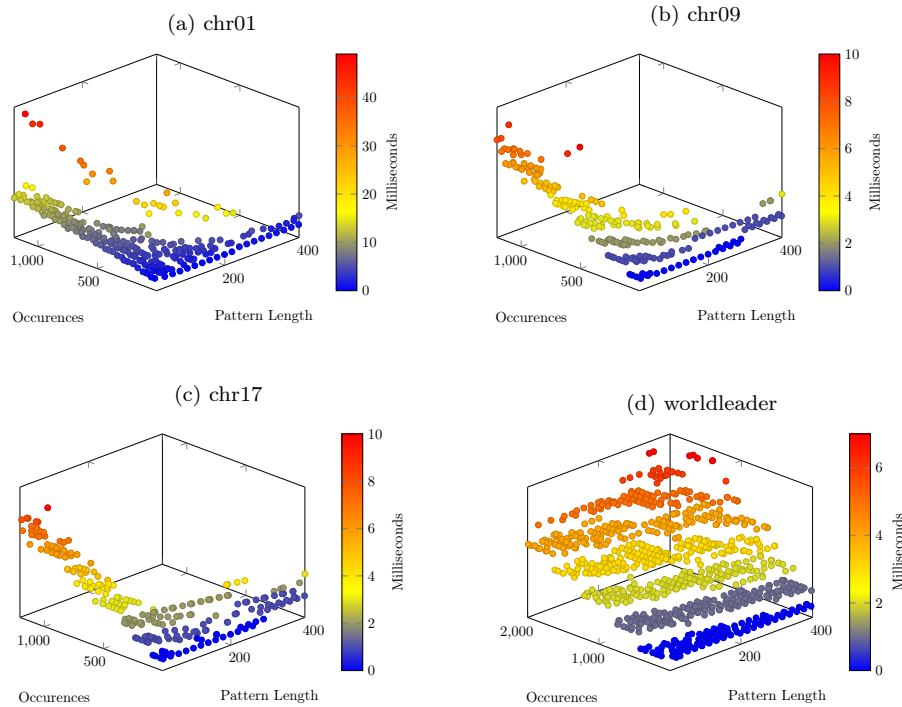 (a) chr01
40
30
20
10
0
Milliseconds
1,000
500
200
400
Occurences
Pattern Length
(b) chr09
10
8
6
4
2
0
Milliseconds
1,000
500
200
400
Occurences
Pattern Length
(c) chr17
10
8
6
4
2
0
Milliseconds
1,000
500
200
400
Occurences
Pattern Length
(d) worldleader
6
4
2
0
Milliseconds
2,000
1,000
200
400
Occurences
Pattern Length